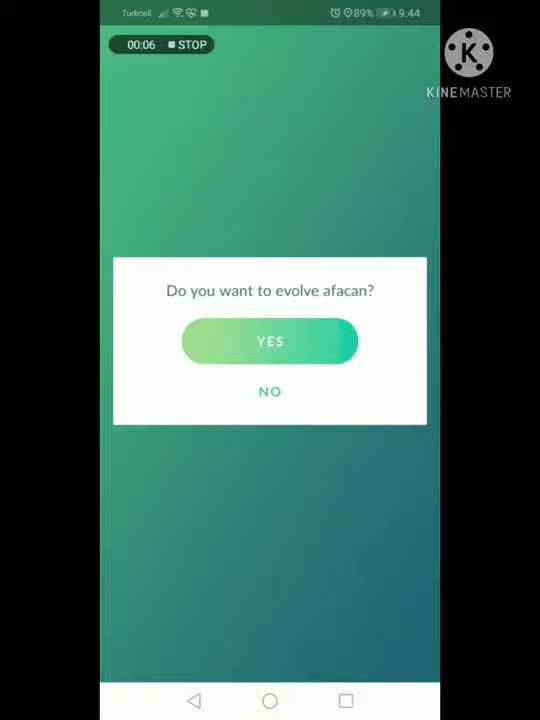 Turkcell 89% 9:44
00:06 STOP
K
KINEMASTER
Do you want to evolve afacan?
YES
NO